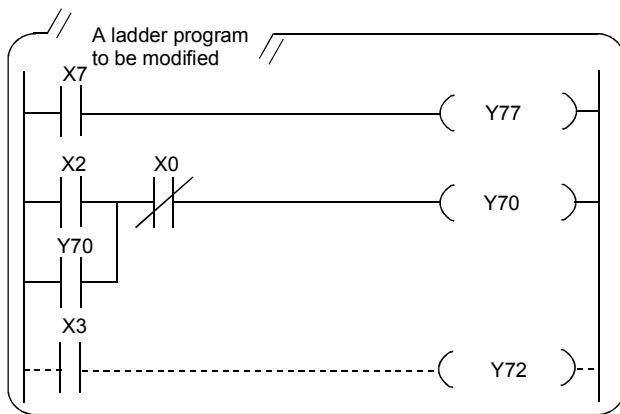 A ladder program
to be modified
X7
Y77
X2 X0
Y70
Y70
X3
Y72